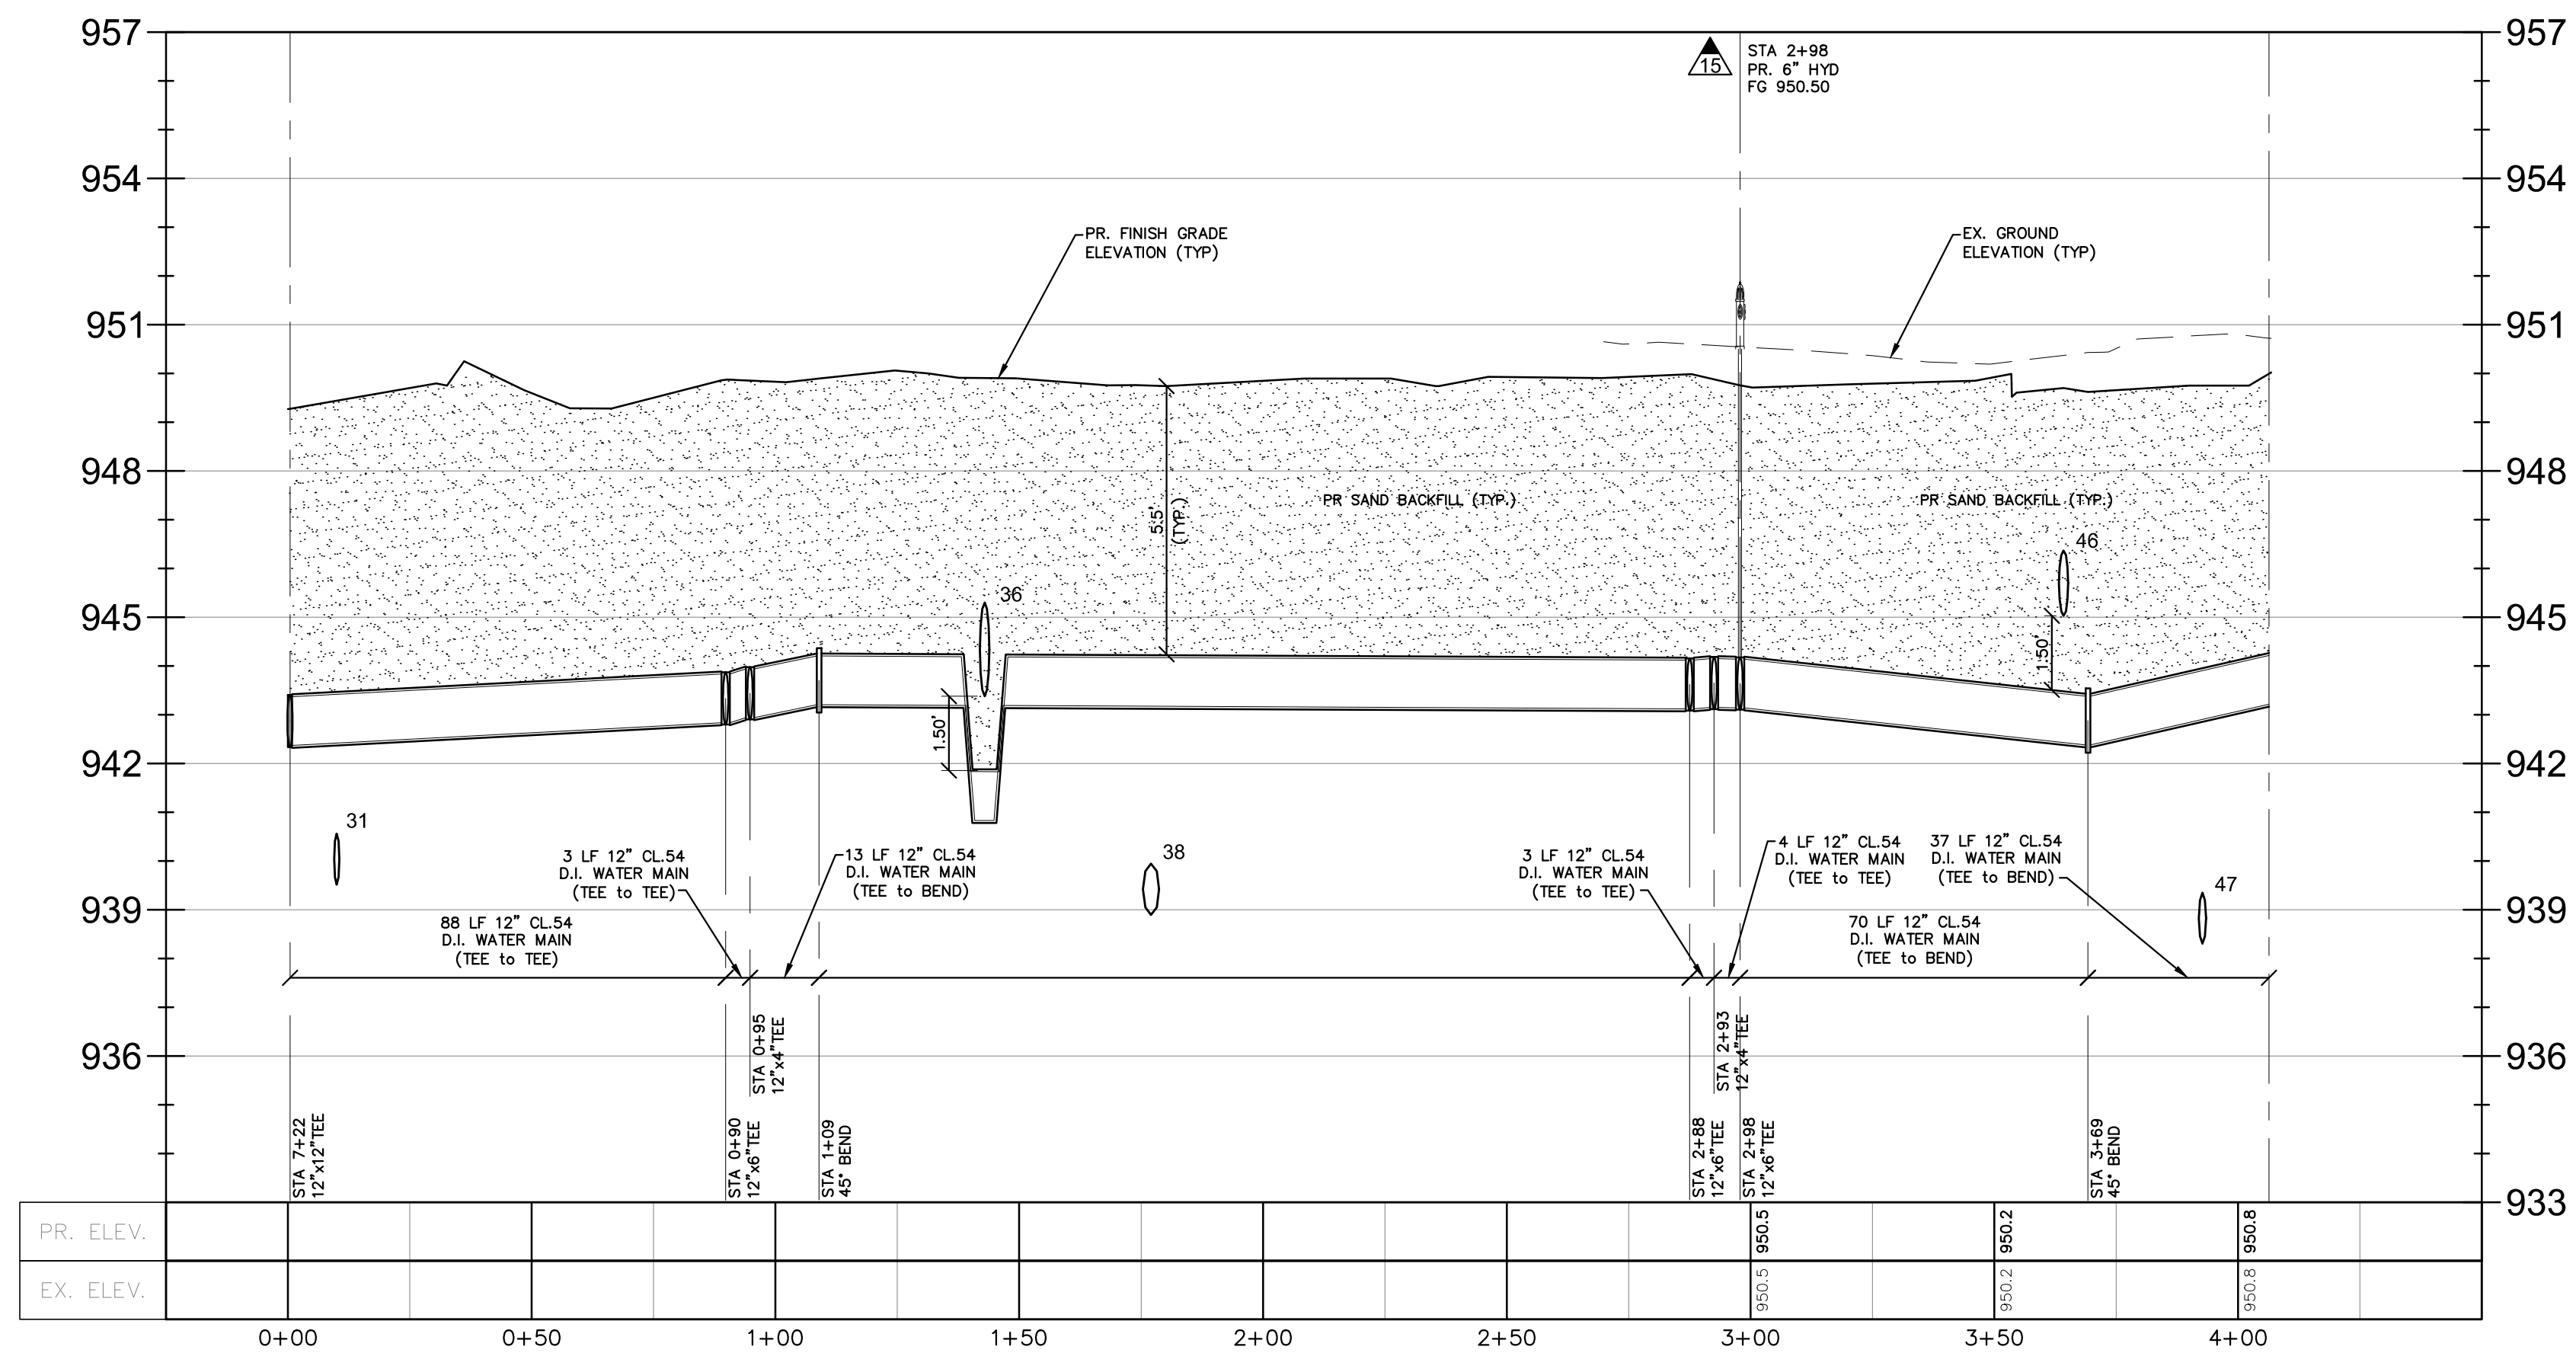 957
957
15
STA 2+98
PR. 6" HYD
FG 950.50
954
954
PR. FINISH GRADE
ELEVATION (TYP)
EX. GROUND
ELEVATION (TYP)
951
951
948
948
PR SAND BACKFILL (TYP.)
PR SAND BACKFILL (TYP.)
5.5'
(TYP.)
46
36
945
945
1.50'
1.50'
942
942
31
38
47
3 LF 12" CL.54
D.I. WATER MAIN
(TEE to TEE)
13 LF 12" CL.54
D.I. WATER MAIN
(TEE to BEND)
3 LF 12" CL.54
D.I. WATER MAIN
(TEE to TEE)
4 LF 12" CL.54
D.I. WATER MAIN
(TEE to TEE)
37 LF 12" CL.54
D.I. WATER MAIN
(TEE to BEND)
939
939
88 LF 12" CL.54
D.I. WATER MAIN
(TEE to TEE)
70 LF 12" CL.54
D.I. WATER MAIN
(TEE to BEND)
936
936
STA 7+22
12"x12"TEE
STA 0+90
12"x6"TEE
STA 0+95
12"x4"TEE
STA 1+09
45° BEND
STA 2+88
12"x6"TEE
STA 2+93
12"x4"TEE
STA 2+98
12"x6"TEE
STA 3+69
45° BEND
933
PR. ELEV.
950.5
950.2
950.8
EX. ELEV.
950.5
950.2
950.8
0+00
0+50
1+00
1+50
2+00
2+50
3+00
3+50
4+00